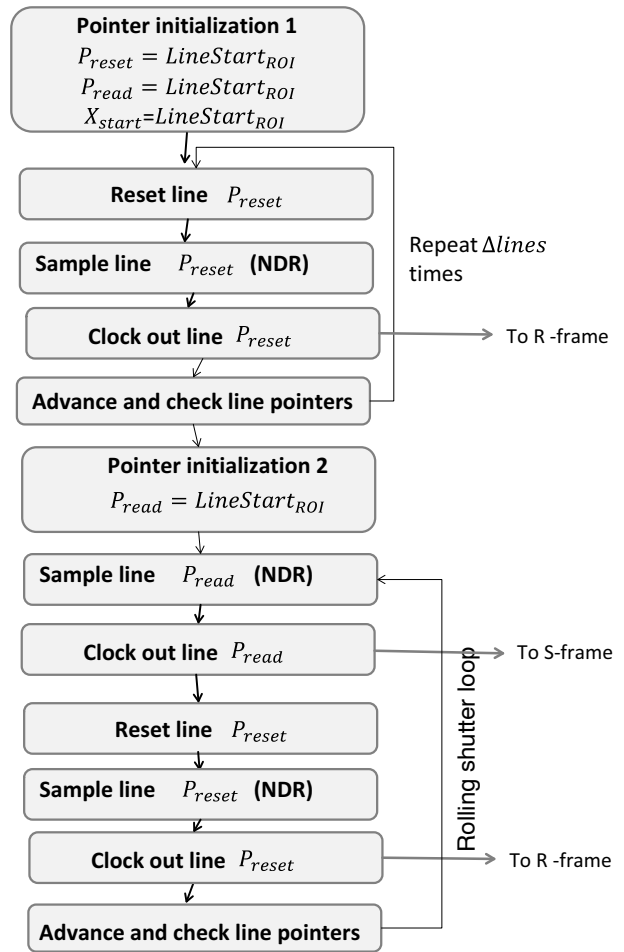 Pointer initialization 1
P_reset = LineStart_ROI
P_read = LineStart_ROI
X_start=LineStart_ROI
Reset line P_reset
Sample line P_reset (NDR)
Clock out line P_reset
Advance and check line pointers
Repeat Δlines
times
To R -frame
Pointer initialization 2
P_read = LineStart_ROI
Sample line P_read (NDR)
Clock out line P_read
To S-frame
Reset line P_reset
Sample line P_reset (NDR)
Clock out line P_reset
To R -frame
Advance and check line pointers
Rolling shutter loop